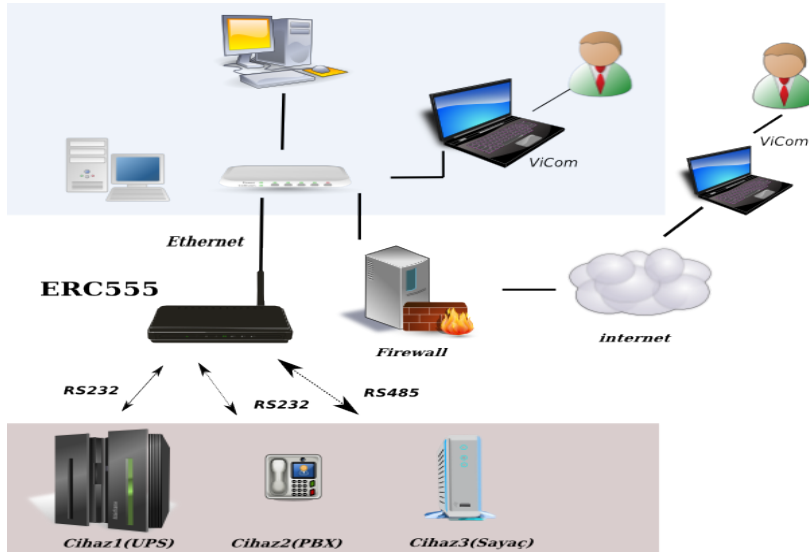 ViCom
ViCom
Ethernet
ERC555
Firewall
internet
RS232
RS232
RS485
Cihaz1(UPS)
Cihaz2(PBX)
Cihaz3(Sayaç)